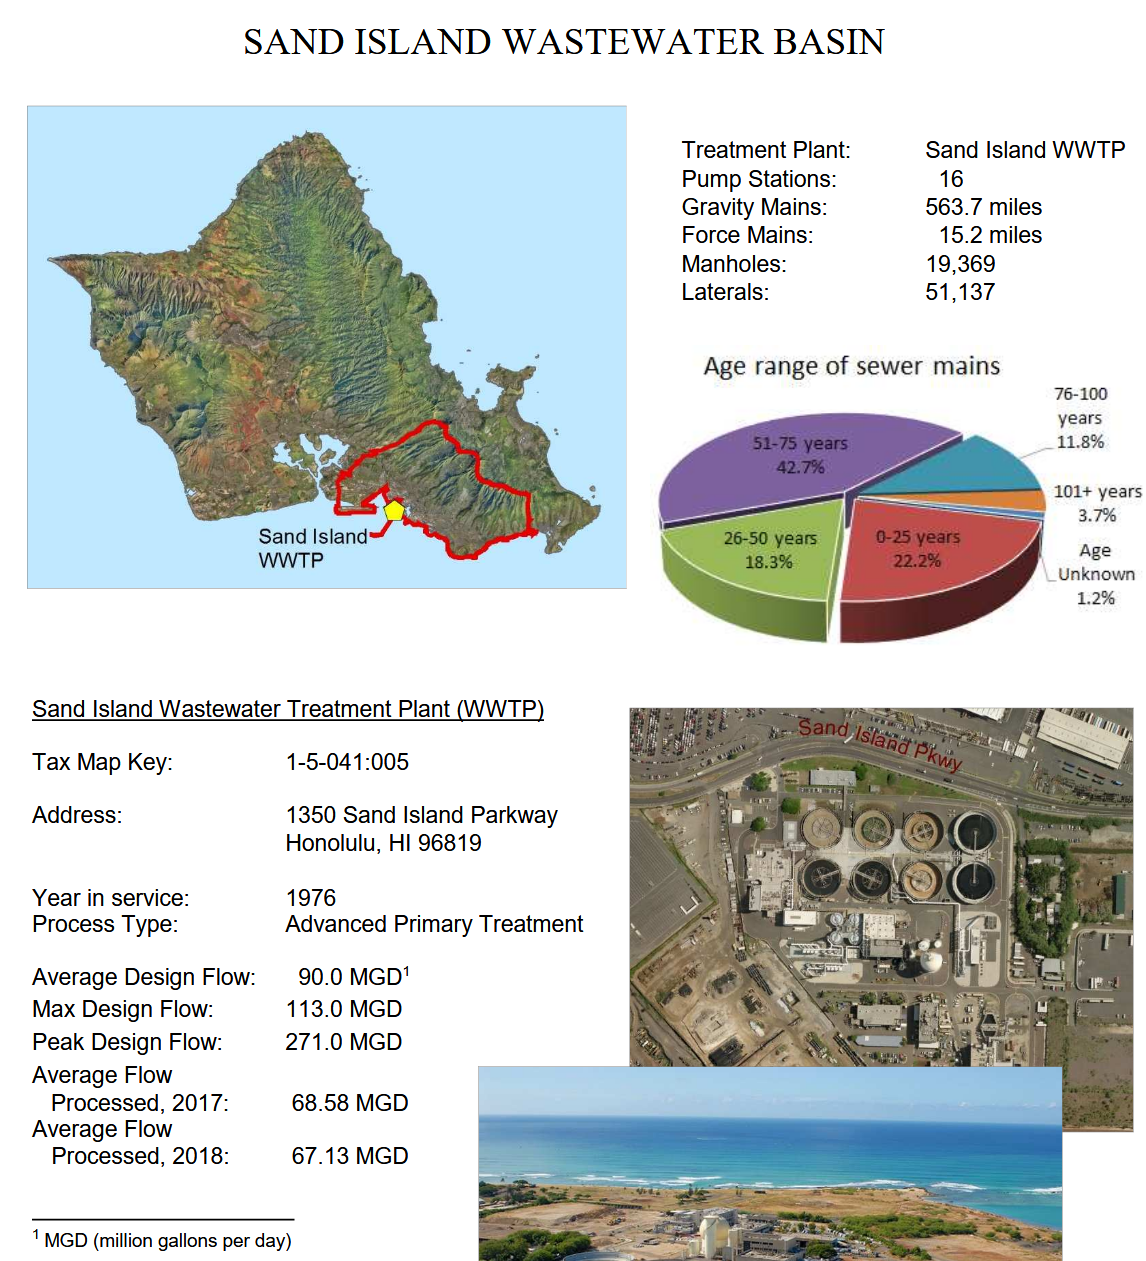 SAND ISLAND WASTEWATER BASIN
Treatment Plant: Sand Island WWTP
Pump Stations: 16
Gravity Mains: 563.7 miles
Force Mains: 15.2 miles
Manholes: 19,369
Laterals: 51,137
Sand Island
WWTP
Age range of sewer mains
76-100
years
11.8%
51-75 years
42.7%
101+ years
3.7%
26-50 years
18.3%
0-25 years
22.2%
Age
Unknown
1.2%
Sand Island Wastewater Treatment Plant (WWTP)
Tax Map Key: 1-5-041:005
Address: 1350 Sand Island Parkway
Honolulu, HI 96819
Year in service: 1976
Process Type: Advanced Primary Treatment
Average Design Flow: 90.0 MGD¹
Max Design Flow: 113.0 MGD
Peak Design Flow: 271.0 MGD
Average Flow
Processed, 2017: 68.58 MGD
Average Flow
Processed, 2018: 67.13 MGD
Sand Island Pkwy
¹ MGD (million gallons per day)